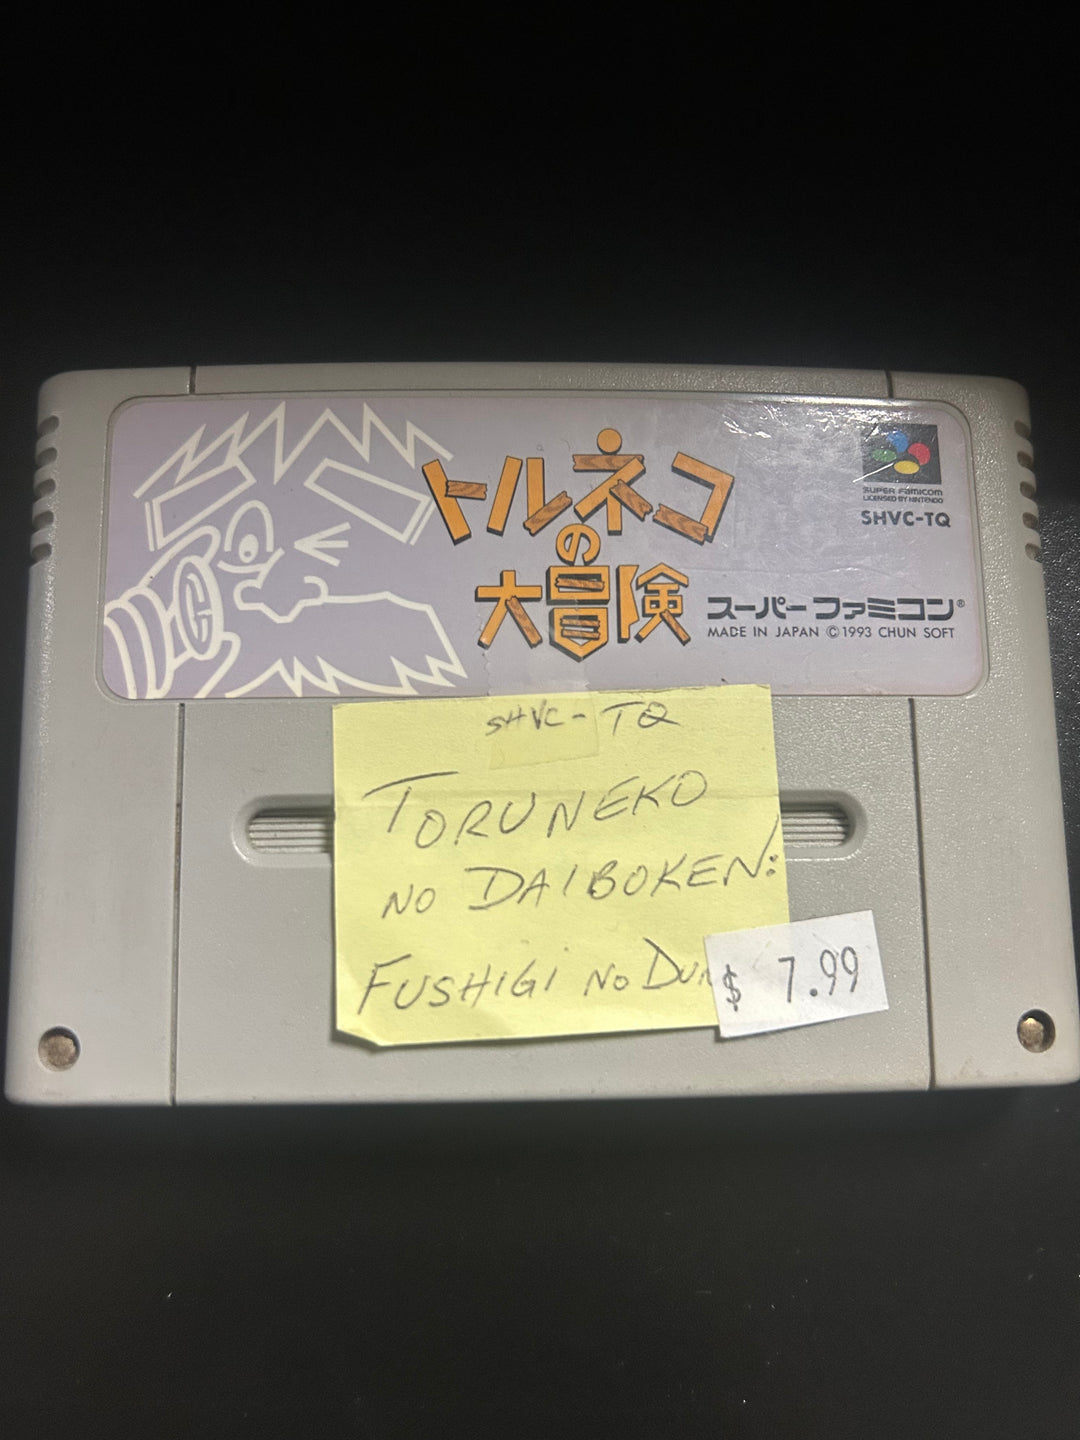 トルネコ
の
大冒険
SUPER FAMICOM
LICENSED BY NINTENDO
SHVC-TQ
スーパーファミコン®
MADE IN JAPAN ©1993 CHUN SOFT
SHVC-TQ
TORUNEKO
NO DAIBOKEN:
FUSHIGI NO DUN
$ 7.99